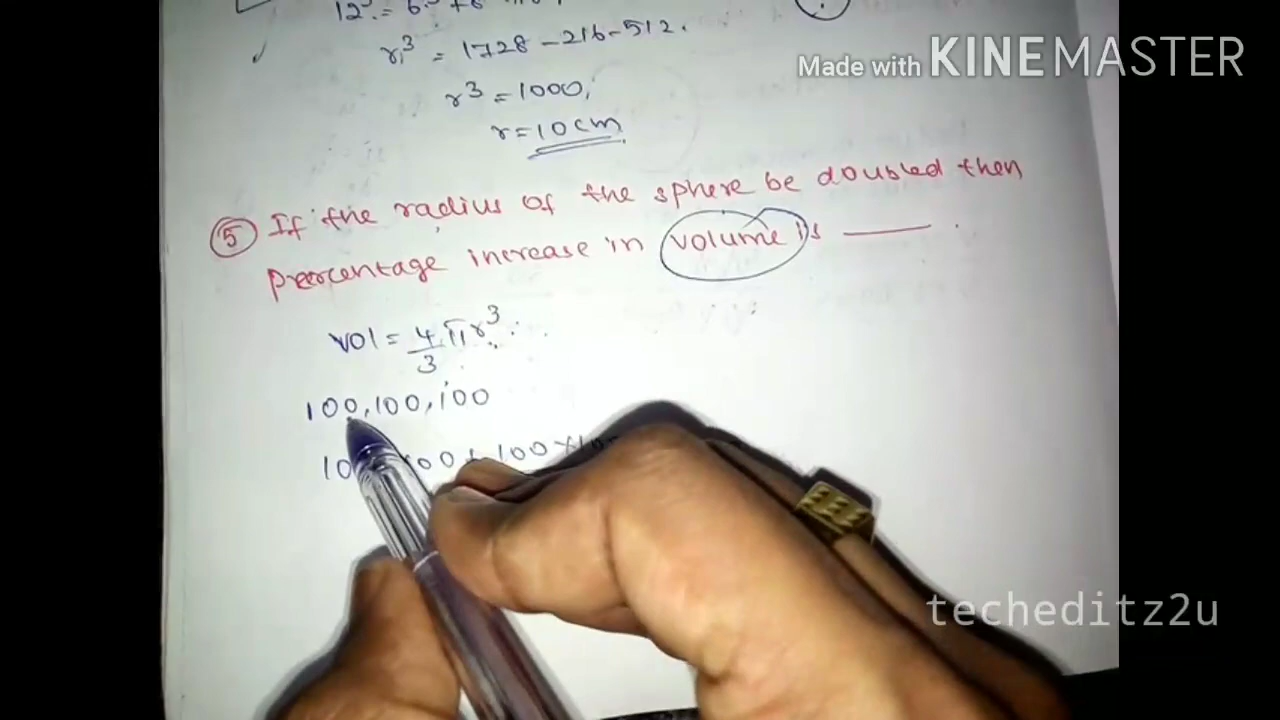 r³ = 1728 - 216 - 512.
Made with KINEMASTER
r³ = 1000,
r = 10 cm
⑤ If the radius of the sphere be doubled then
percentage increase in volume is ____ .
Vol = 4/3 πr³
100, 100, 100
techeditz2u